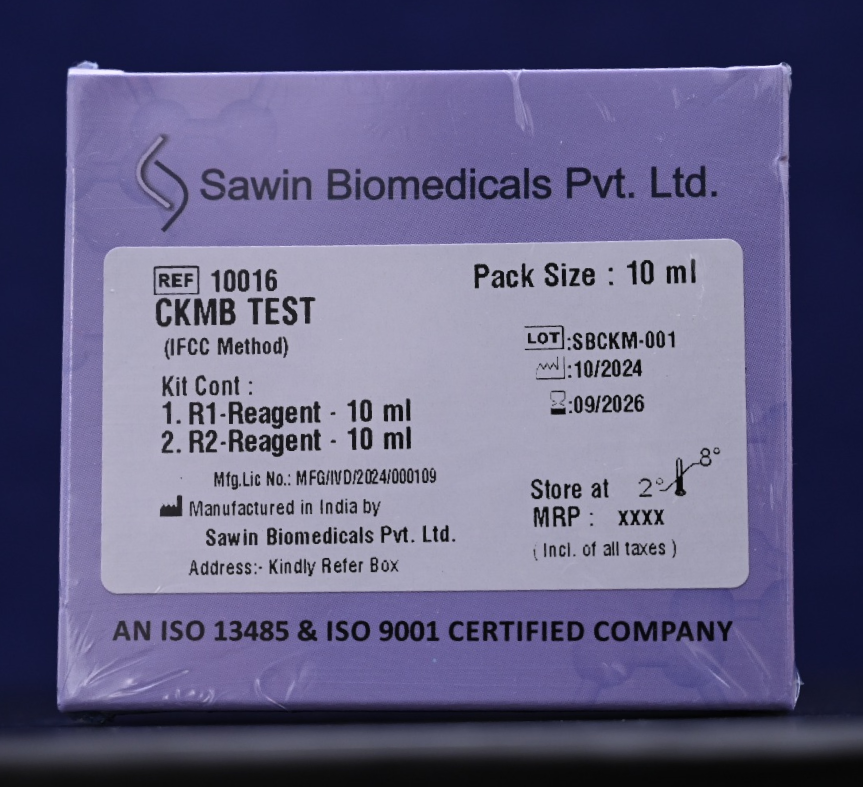 Sawin Biomedicals Pvt. Ltd.
REF 10016
Pack Size : 10 ml
CKMB TEST
(IFCC Method)
LOT :SBCKM-001
:10/2024
:09/2026
Kit Cont :
1. R1-Reagent - 10 ml
2. R2-Reagent - 10 ml
Mfg.Lic No.: MFG/IVD/2024/000109
Manufactured in India by
Sawin Biomedicals Pvt. Ltd.
Address:- Kindly Refer Box
Store at 2° 8°
MRP : xxxx
( Incl. of all taxes )
AN ISO 13485 & ISO 9001 CERTIFIED COMPANY